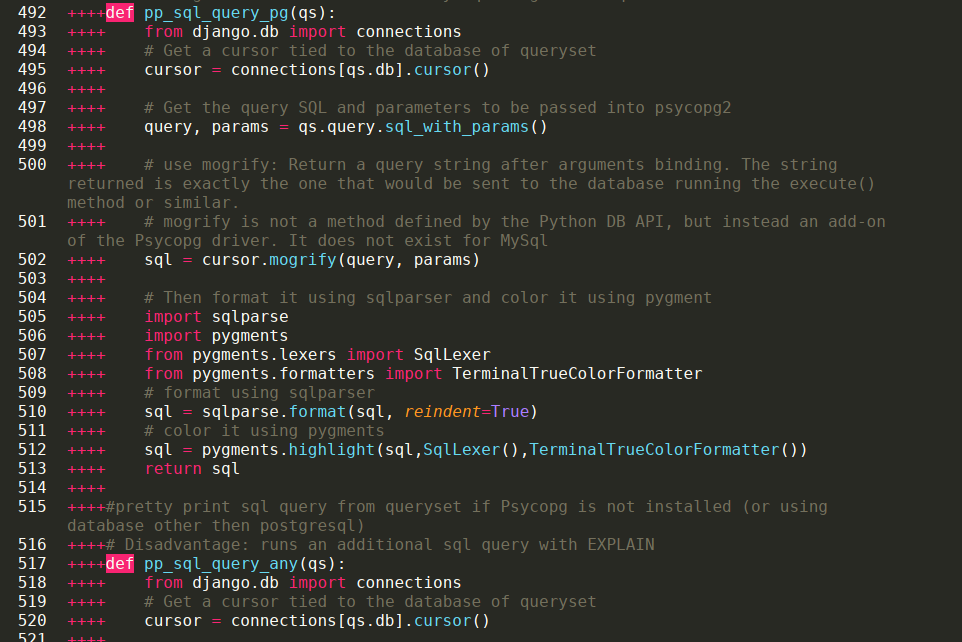 492 ++++def pp_sql_query_pg(qs):
493 ++++    from django.db import connections
494 ++++    # Get a cursor tied to the database of queryset
495 ++++    cursor = connections[qs.db].cursor()
496 ++++
497 ++++    # Get the query SQL and parameters to be passed into psycopg2
498 ++++    query, params = qs.query.sql_with_params()
499 ++++
500 ++++    # use mogrify: Return a query string after arguments binding. The string
returned is exactly the one that would be sent to the database running the execute()
method or similar.
501 ++++    # mogrify is not a method defined by the Python DB API, but instead an add-on
of the Psycopg driver. It does not exist for MySql
502 ++++    sql = cursor.mogrify(query, params)
503 ++++
504 ++++    # Then format it using sqlparser and color it using pygment
505 ++++    import sqlparse
506 ++++    import pygments
507 ++++    from pygments.lexers import SqlLexer
508 ++++    from pygments.formatters import TerminalTrueColorFormatter
509 ++++    # format using sqlparser
510 ++++    sql = sqlparse.format(sql, reindent=True)
511 ++++    # color it using pygments
512 ++++    sql = pygments.highlight(sql,SqlLexer(),TerminalTrueColorFormatter())
513 ++++    return sql
514 ++++
515 ++++#pretty print sql query from queryset if Psycopg is not installed (or using
database other then postgresql)
516 ++++# Disadvantage: runs an additional sql query with EXPLAIN
517 ++++def pp_sql_query_any(qs):
518 ++++    from django.db import connections
519 ++++    # Get a cursor tied to the database of queryset
520 ++++    cursor = connections[qs.db].cursor()
521 ++++